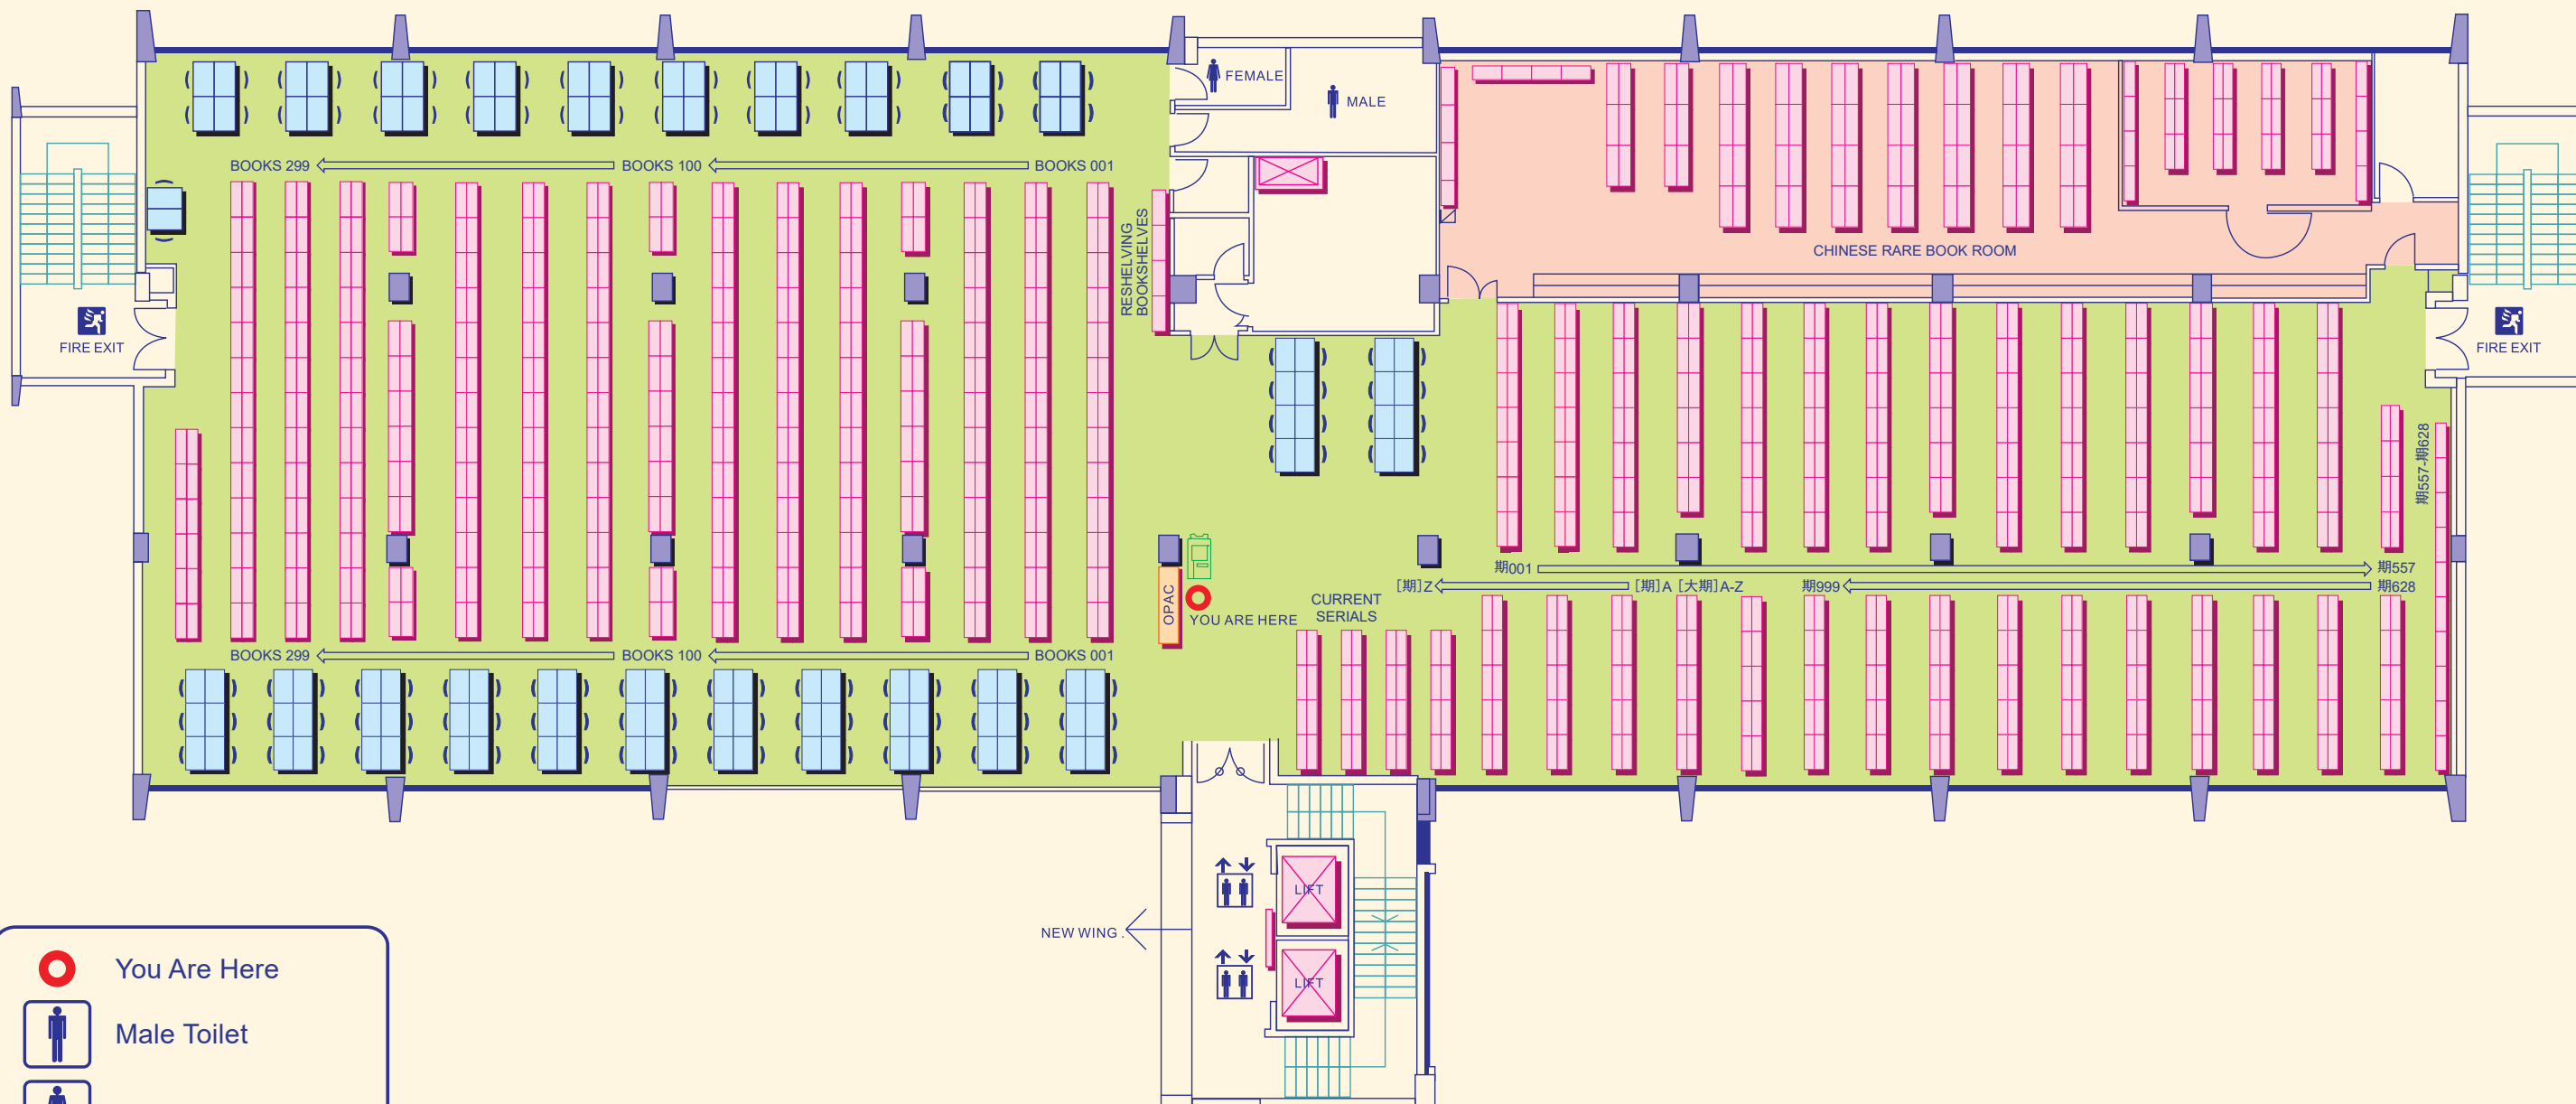 FEMALE
MALE
BOOKS 299
BOOKS 100
BOOKS 001
RESHELVING
BOOKSHELVES
CHINESE RARE BOOK ROOM
FIRE EXIT
FIRE EXIT
期557-期628
期001
期557
[期]Z
[期]A [大期]A-Z
期999
期628
OPAC
YOU ARE HERE
CURRENT
SERIALS
BOOKS 299
BOOKS 100
BOOKS 001
LIFT
NEW WING .
LIFT
You Are Here
Male Toilet